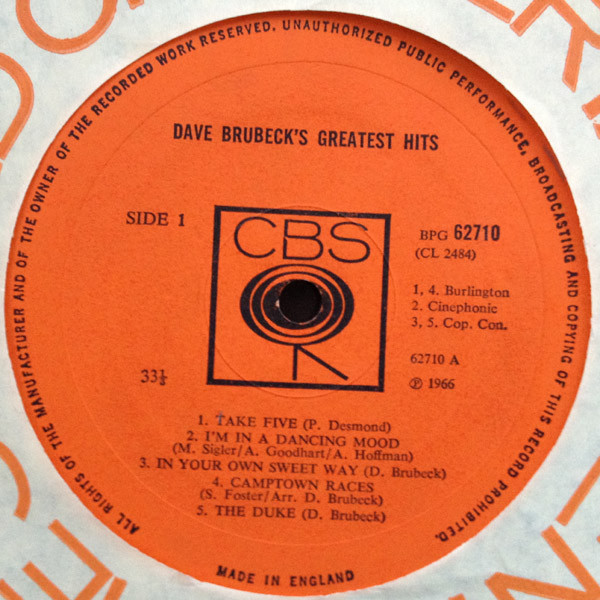 ALL RIGHTS OF THE MANUFACTURER AND OF THE OWNER OF THE RECORDED WORK RESERVED. UNAUTHORIZED PUBLIC PERFORMANCE, BROADCASTING AND COPYING OF THIS RECORD PROHIBITED.
DAVE BRUBECK'S GREATEST HITS
SIDE 1
CBS
BPG 62710
(CL 2484)
1, 4. Burlington
2. Cinephonic
3, 5. Cop. Con.
62710 A
℗ 1966
33⅓
1. TAKE FIVE (P. Desmond)
2. I'M IN A DANCING MOOD
(M. Sigler/A. Goodhart/A. Hoffman)
3. IN YOUR OWN SWEET WAY (D. Brubeck)
4. CAMPTOWN RACES
(S. Foster/Arr. D. Brubeck)
5. THE DUKE (D. Brubeck)
MADE IN ENGLAND